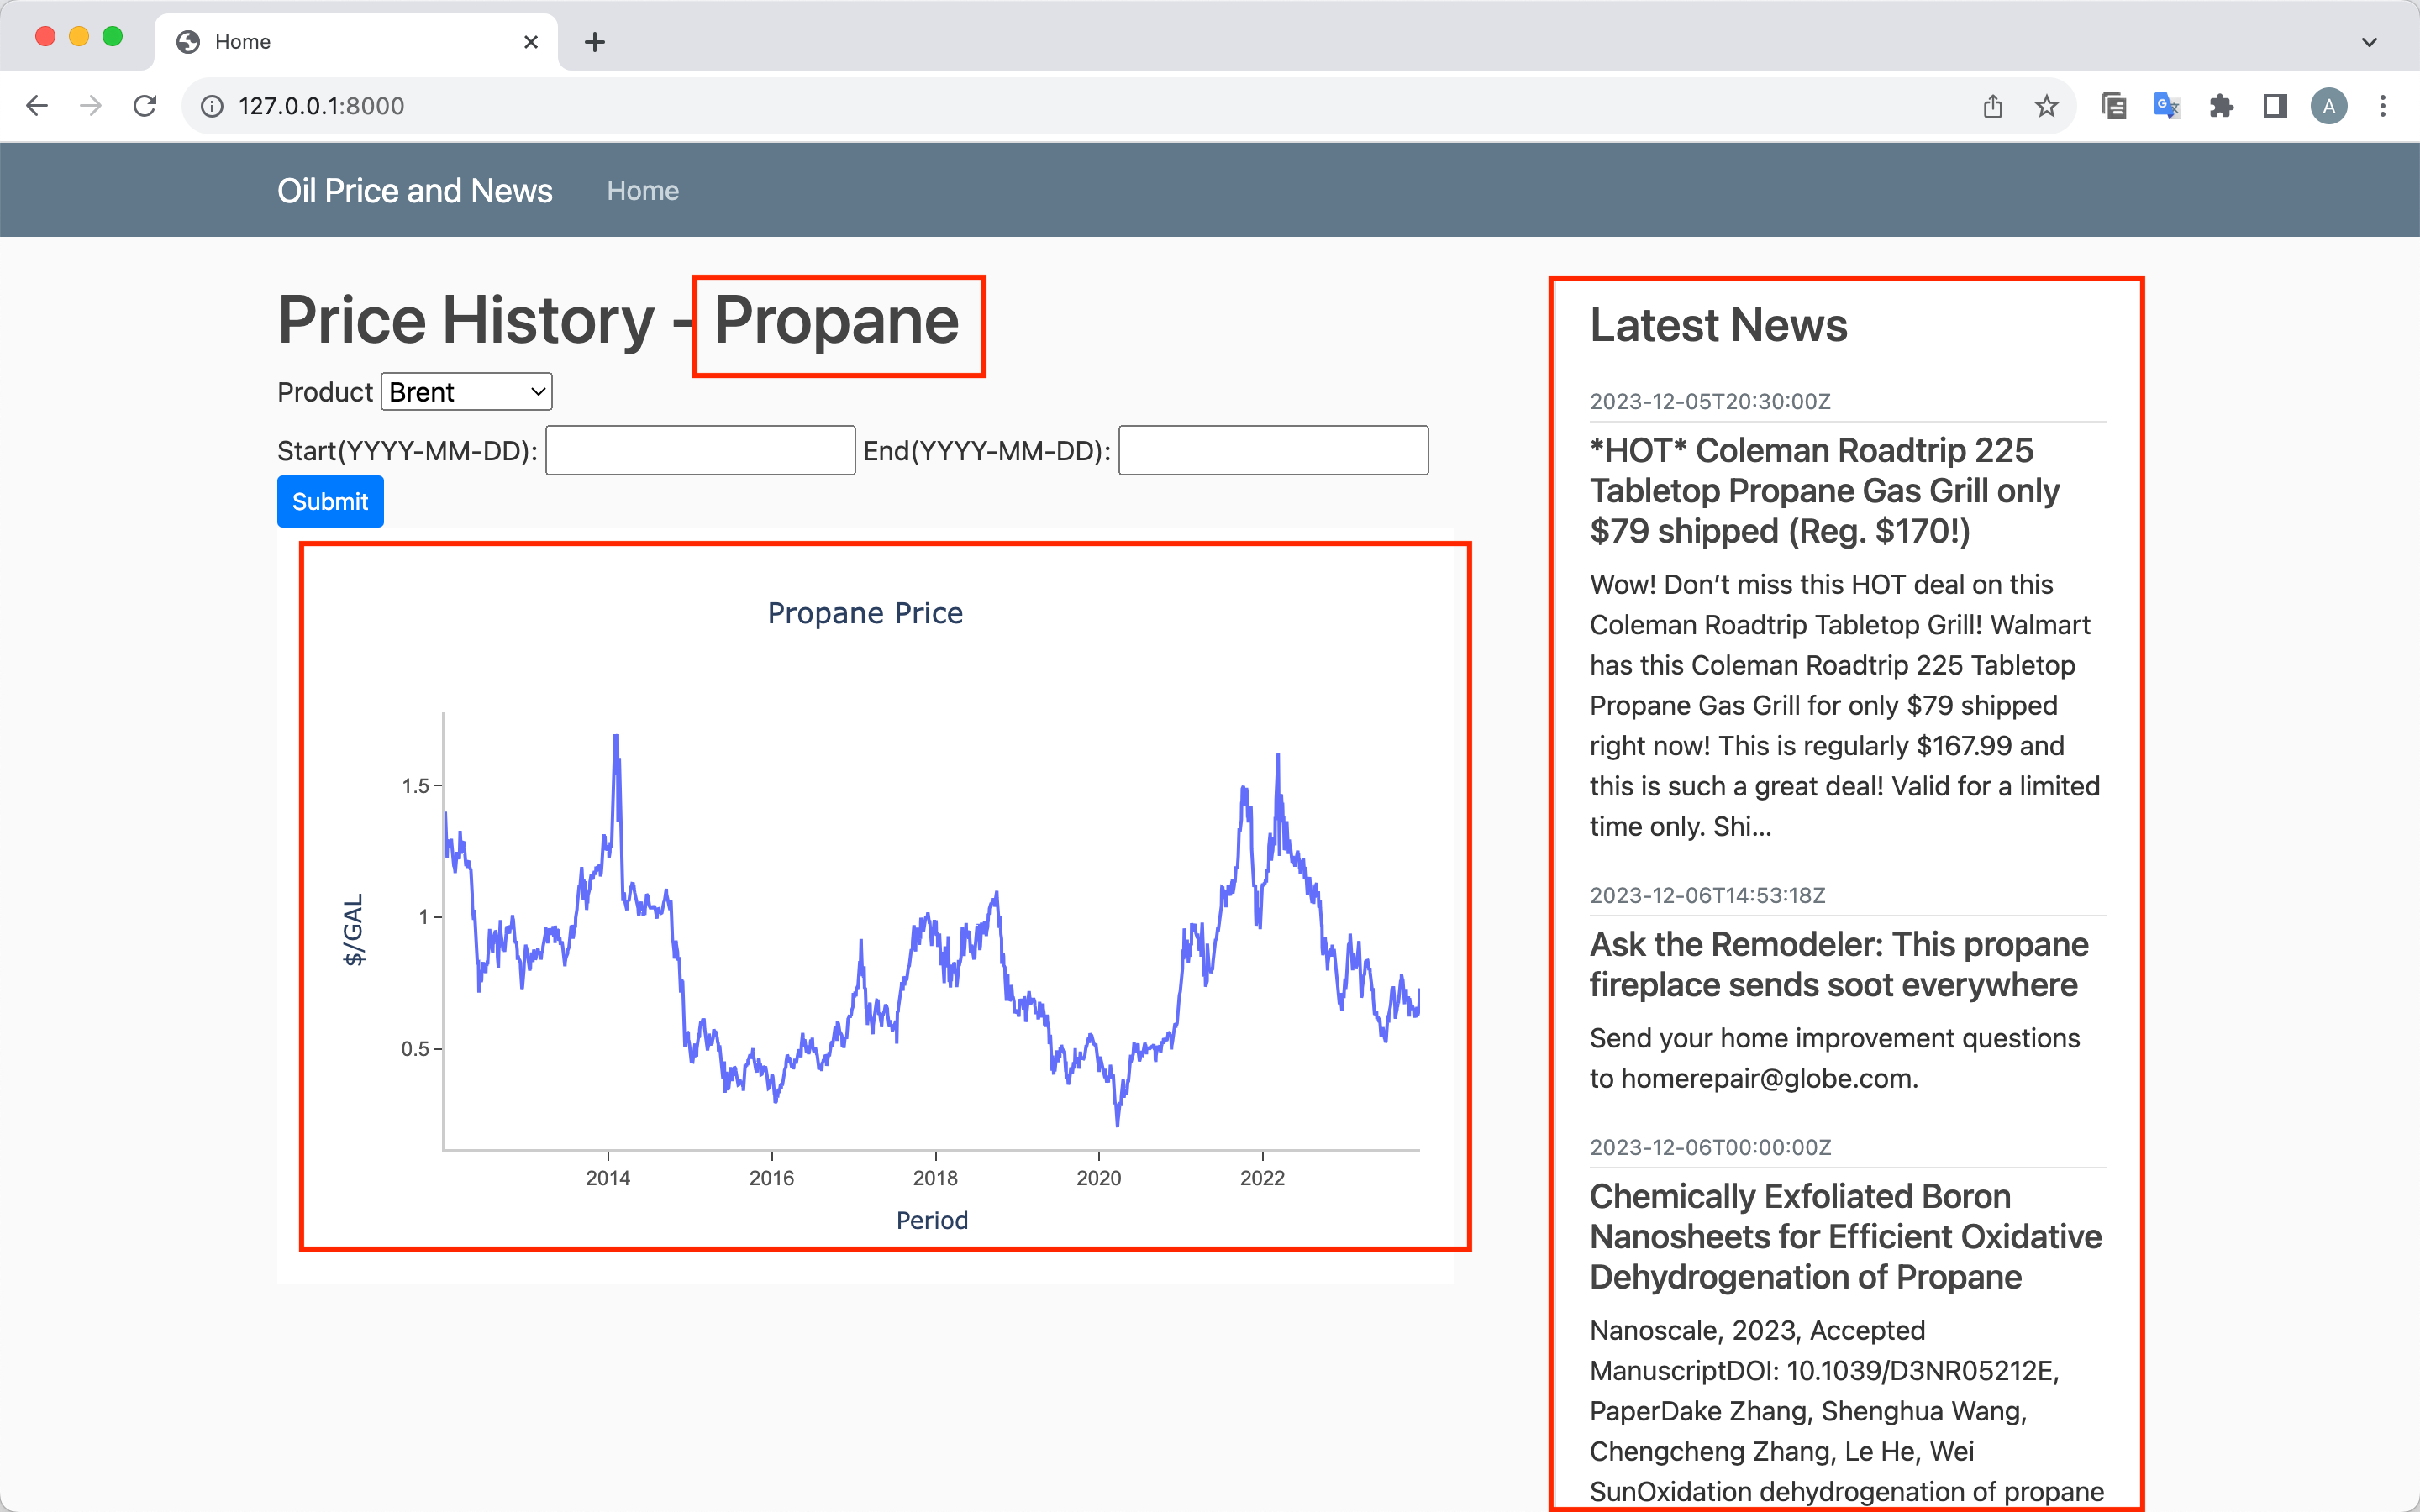 Home
127.0.0.1:8000
A
Oil Price and News Home
Price History - Propane
Product Brent
Start(YYYY-MM-DD): End(YYYY-MM-DD):
Submit
Propane Price
1.5
1
0.5
$/GAL
2014 2016 2018 2020 2022
Period
Latest News
2023-12-05T20:30:00Z
*HOT* Coleman Roadtrip 225
Tabletop Propane Gas Grill only
$79 shipped (Reg. $170!)
Wow! Don’t miss this HOT deal on this
Coleman Roadtrip Tabletop Grill! Walmart
has this Coleman Roadtrip 225 Tabletop
Propane Gas Grill for only $79 shipped
right now! This is regularly $167.99 and
this is such a great deal! Valid for a limited
time only. Shi...
2023-12-06T14:53:18Z
Ask the Remodeler: This propane
fireplace sends soot everywhere
Send your home improvement questions
to homerepair@globe.com.
2023-12-06T00:00:00Z
Chemically Exfoliated Boron
Nanosheets for Efficient Oxidative
Dehydrogenation of Propane
Nanoscale, 2023, Accepted
ManuscriptDOI: 10.1039/D3NR05212E,
PaperDake Zhang, Shenghua Wang,
Chengcheng Zhang, Le He, Wei
SunOxidation dehydrogenation of propane